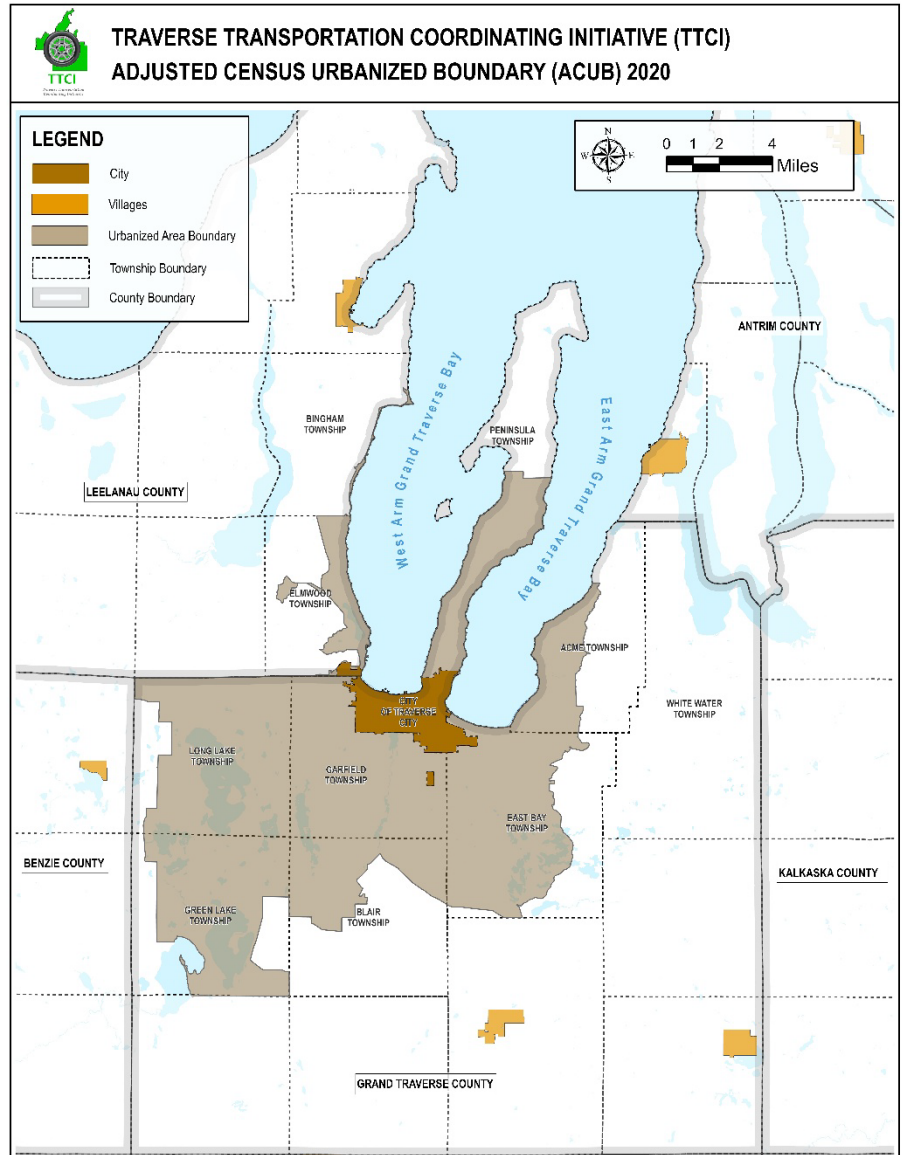 TRAVERSE TRANSPORTATION COORDINATING INITIATIVE (TTCI)
ADJUSTED CENSUS URBANIZED BOUNDARY (ACUB) 2020
TTCI
LEGEND
City
Villages
Urbanized Area Boundary
Township Boundary
County Boundary
N
W
E
S
0 1 2 4
Miles
ANTRIM COUNTY
BINGHAM
TOWNSHIP
PENINSULA
TOWNSHIP
West Arm Grand Traverse Bay
East Arm Grand Traverse Bay
LEELANAU COUNTY
ELMWOOD
TOWNSHIP
ACME TOWNSHIP
WHITE WATER
TOWNSHIP
CITY
OF TRAVERSE
CITY
LONG LAKE
TOWNSHIP
GARFIELD
TOWNSHIP
EAST BAY
TOWNSHIP
BENZIE COUNTY
KALKASKA COUNTY
GREEN LAKE
TOWNSHIP
BLAIR
TOWNSHIP
GRAND TRAVERSE COUNTY